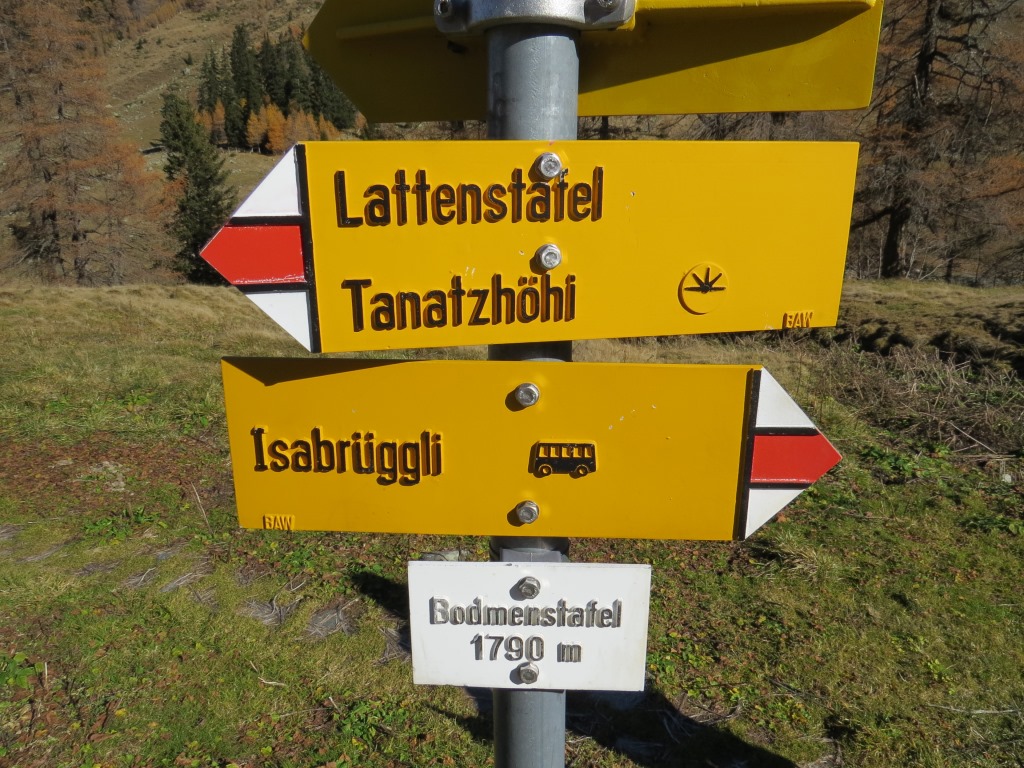 Lattenstafel
Tanatzhöhi
BAW
Isabrüggli
BAW
Bodmenstafel
1790 m